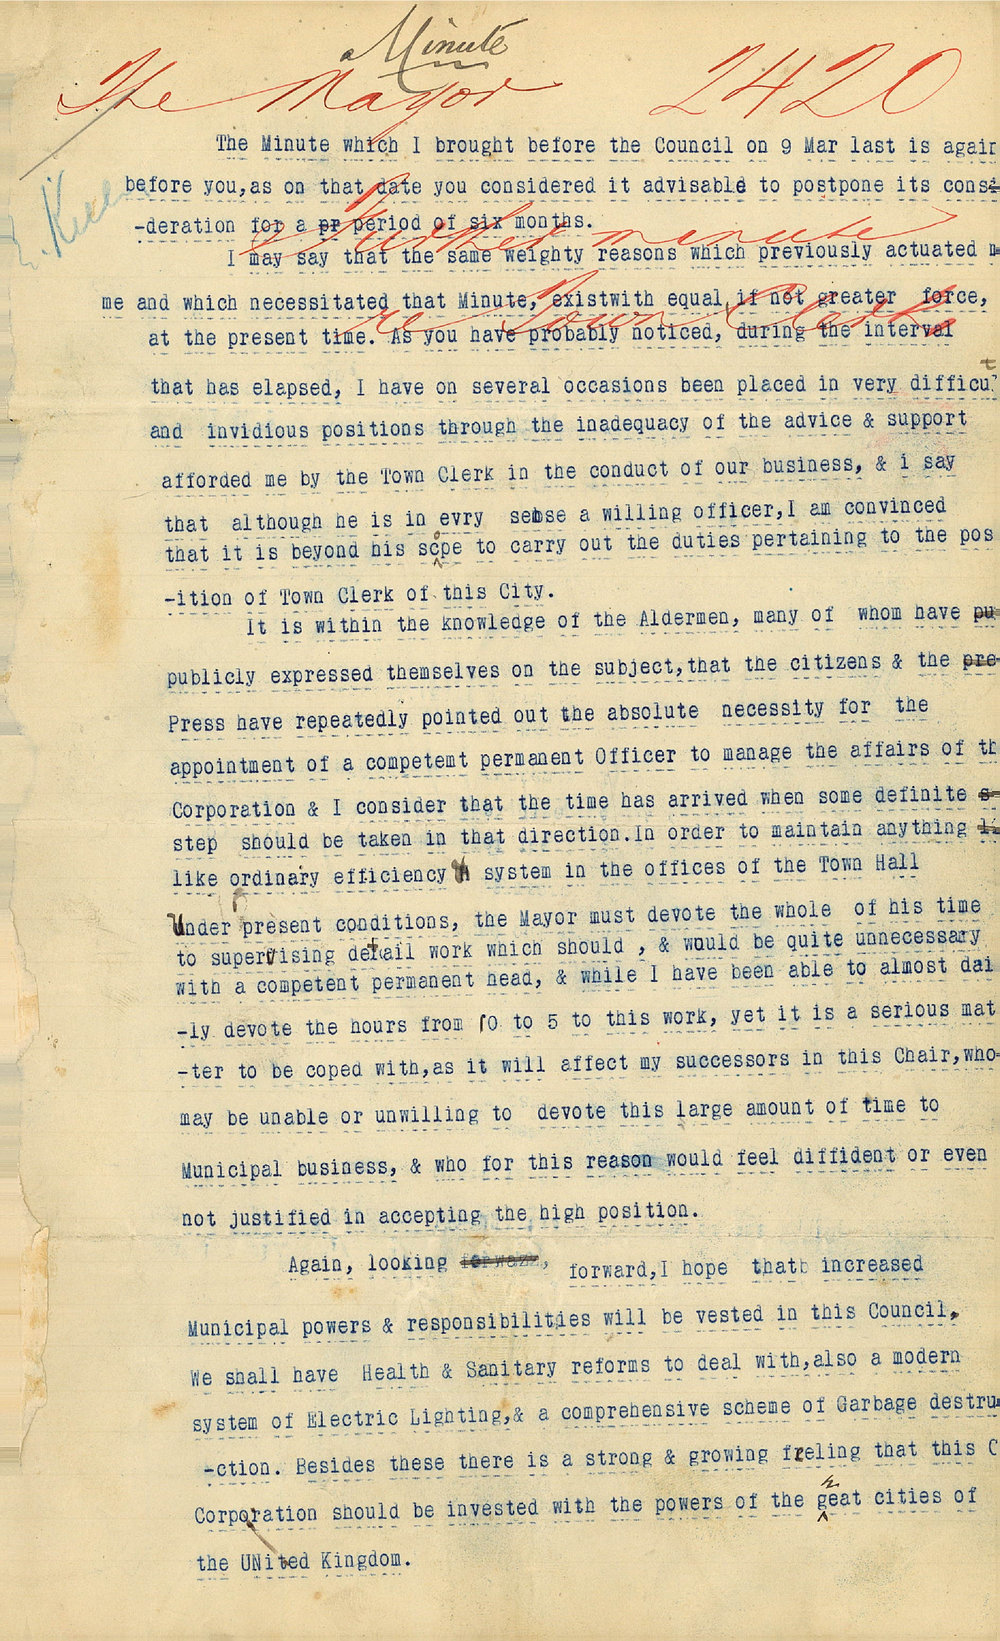 Minute
The Mayor 2420
The Minute which I brought before the Council on 9 Mar last is again
before you,as on that date you considered it advisable to postpone its consi-
-deration for a pr period of six months.
Further minute
I may say that the same weighty reasons which previously actuated m-
me and which necessitated that Minute, existwith equal,if not greater force,
re Town Clerk
at the present time. As you have probably noticed, during the interval
that has elapsed, I have on several occasions been placed in very difficult
and invidious positions through the inadequacy of the advice & support
afforded me by the Town Clerk in the conduct of our business, & i say
that although he is in evry sense a willing officer,I am convinced
that it is beyond his scope to carry out the duties pertaining to the pos
-ition of Town Clerk of this City.
It is within the knowledge of the Aldermen, many of whom have pu
publicly expressed themselves on the subject,that the citizens & the pre-
Press have repeatedly pointed out the absolute necessity for the
appointment of a competemt permanent Officer to manage the affairs of th
Corporation & I consider that the time has arrived when some definite s-
step should be taken in that direction.In order to maintain anything li
like ordinary efficiency & system in the offices of the Town Hall
Under present conditions, the Mayor must devote the whole of his time
to supervising detail work which should , & would be quite unnecessary
with a competent permanent head, & while I have been able to almost dai
-ly devote the hours from 10 to 5 to this work, yet it is a serious mat
-ter to be coped with,as it will affect my successors in this Chair,who-
may be unable or unwilling to devote this large amount of time to
Municipal business, & who for this reason would feel diffident or even
not justified in accepting the high position.
Again, looking forwaz, forward,I hope thatb increased
Municipal powers & responsibilities will be vested in this Council,
We shall have Health & Sanitary reforms to deal with,also a modern
system of Electric Lighting,& a comprehensive scheme of Garbage destru-
-ction. Besides these there is a strong & growing feeling that this C
Corporation should be invested with the powers of the great cities of
the UNited Kingdom.